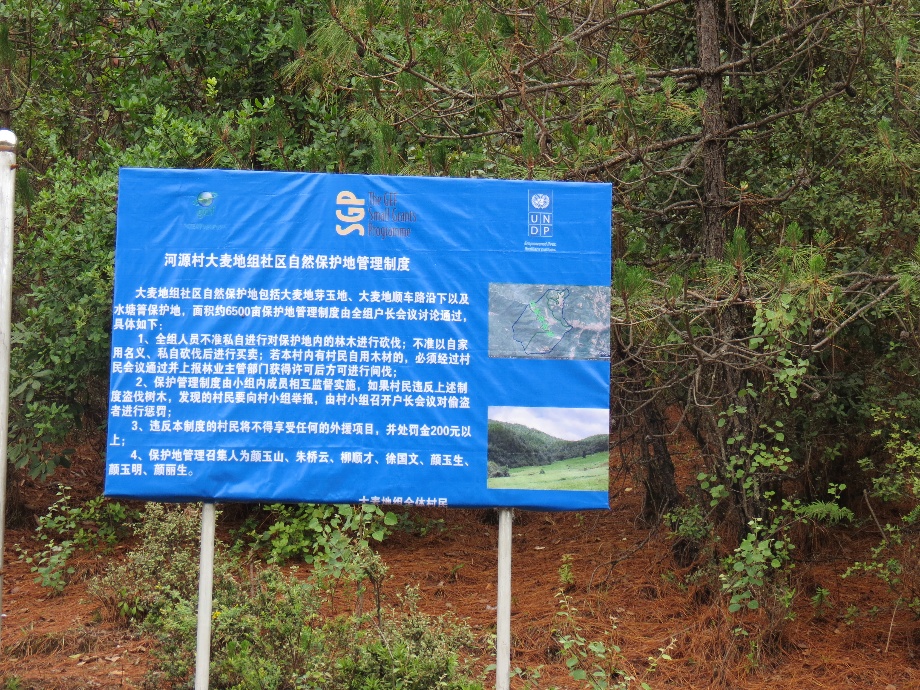 SGP
The GEF
Small Grants
Programme
UN
DP
河源村大麦地组社区自然保护地管理制度
大麦地组社区自然保护地包括大麦地芽玉地、大麦地顺车路沿下以及
水塘箐保护地，面积约6500亩保护地管理制度由全组户长会议讨论通过，
具体如下：
1、全组人员不准私自进行对保护地内的林木进行砍伐；不准以自家
用名义、私自砍伐后进行买卖；若本村内有村民自用木材的，必须经过村
民会议通过并上报林业主管部门获得许可后方可进行间伐；
2、保护管理制度由小组内成员相互监督实施，如果村民违反上述制
度盗伐树木，发现的村民要向村小组举报，由村小组召开户长会议对偷盗
者进行惩罚；
3、违反本制度的村民将不得享受任何的外援项目，并处罚金200元以
上；
4、保护地管理召集人为颜玉山、朱桥云、柳顺才、徐国文、颜玉生、
颜玉明、颜丽生。
大麦地组全体村民